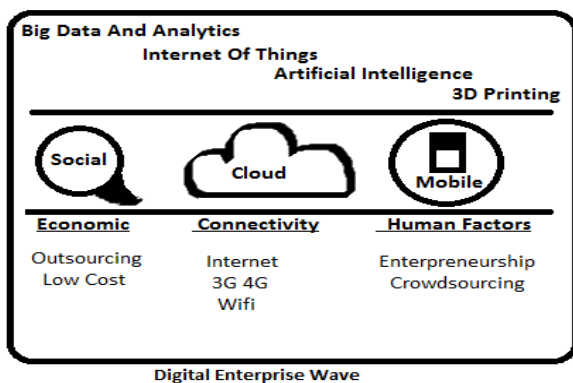 Big Data And Analytics
Internet Of Things
Artificial Intelligence
3D Printing
Social
Cloud
Mobile
Economic
Outsourcing
Low Cost
Connectivity
Internet
3G 4G
Wifi
Human Factors
Enterpreneurship
Crowdsourcing
Digital Enterprise Wave